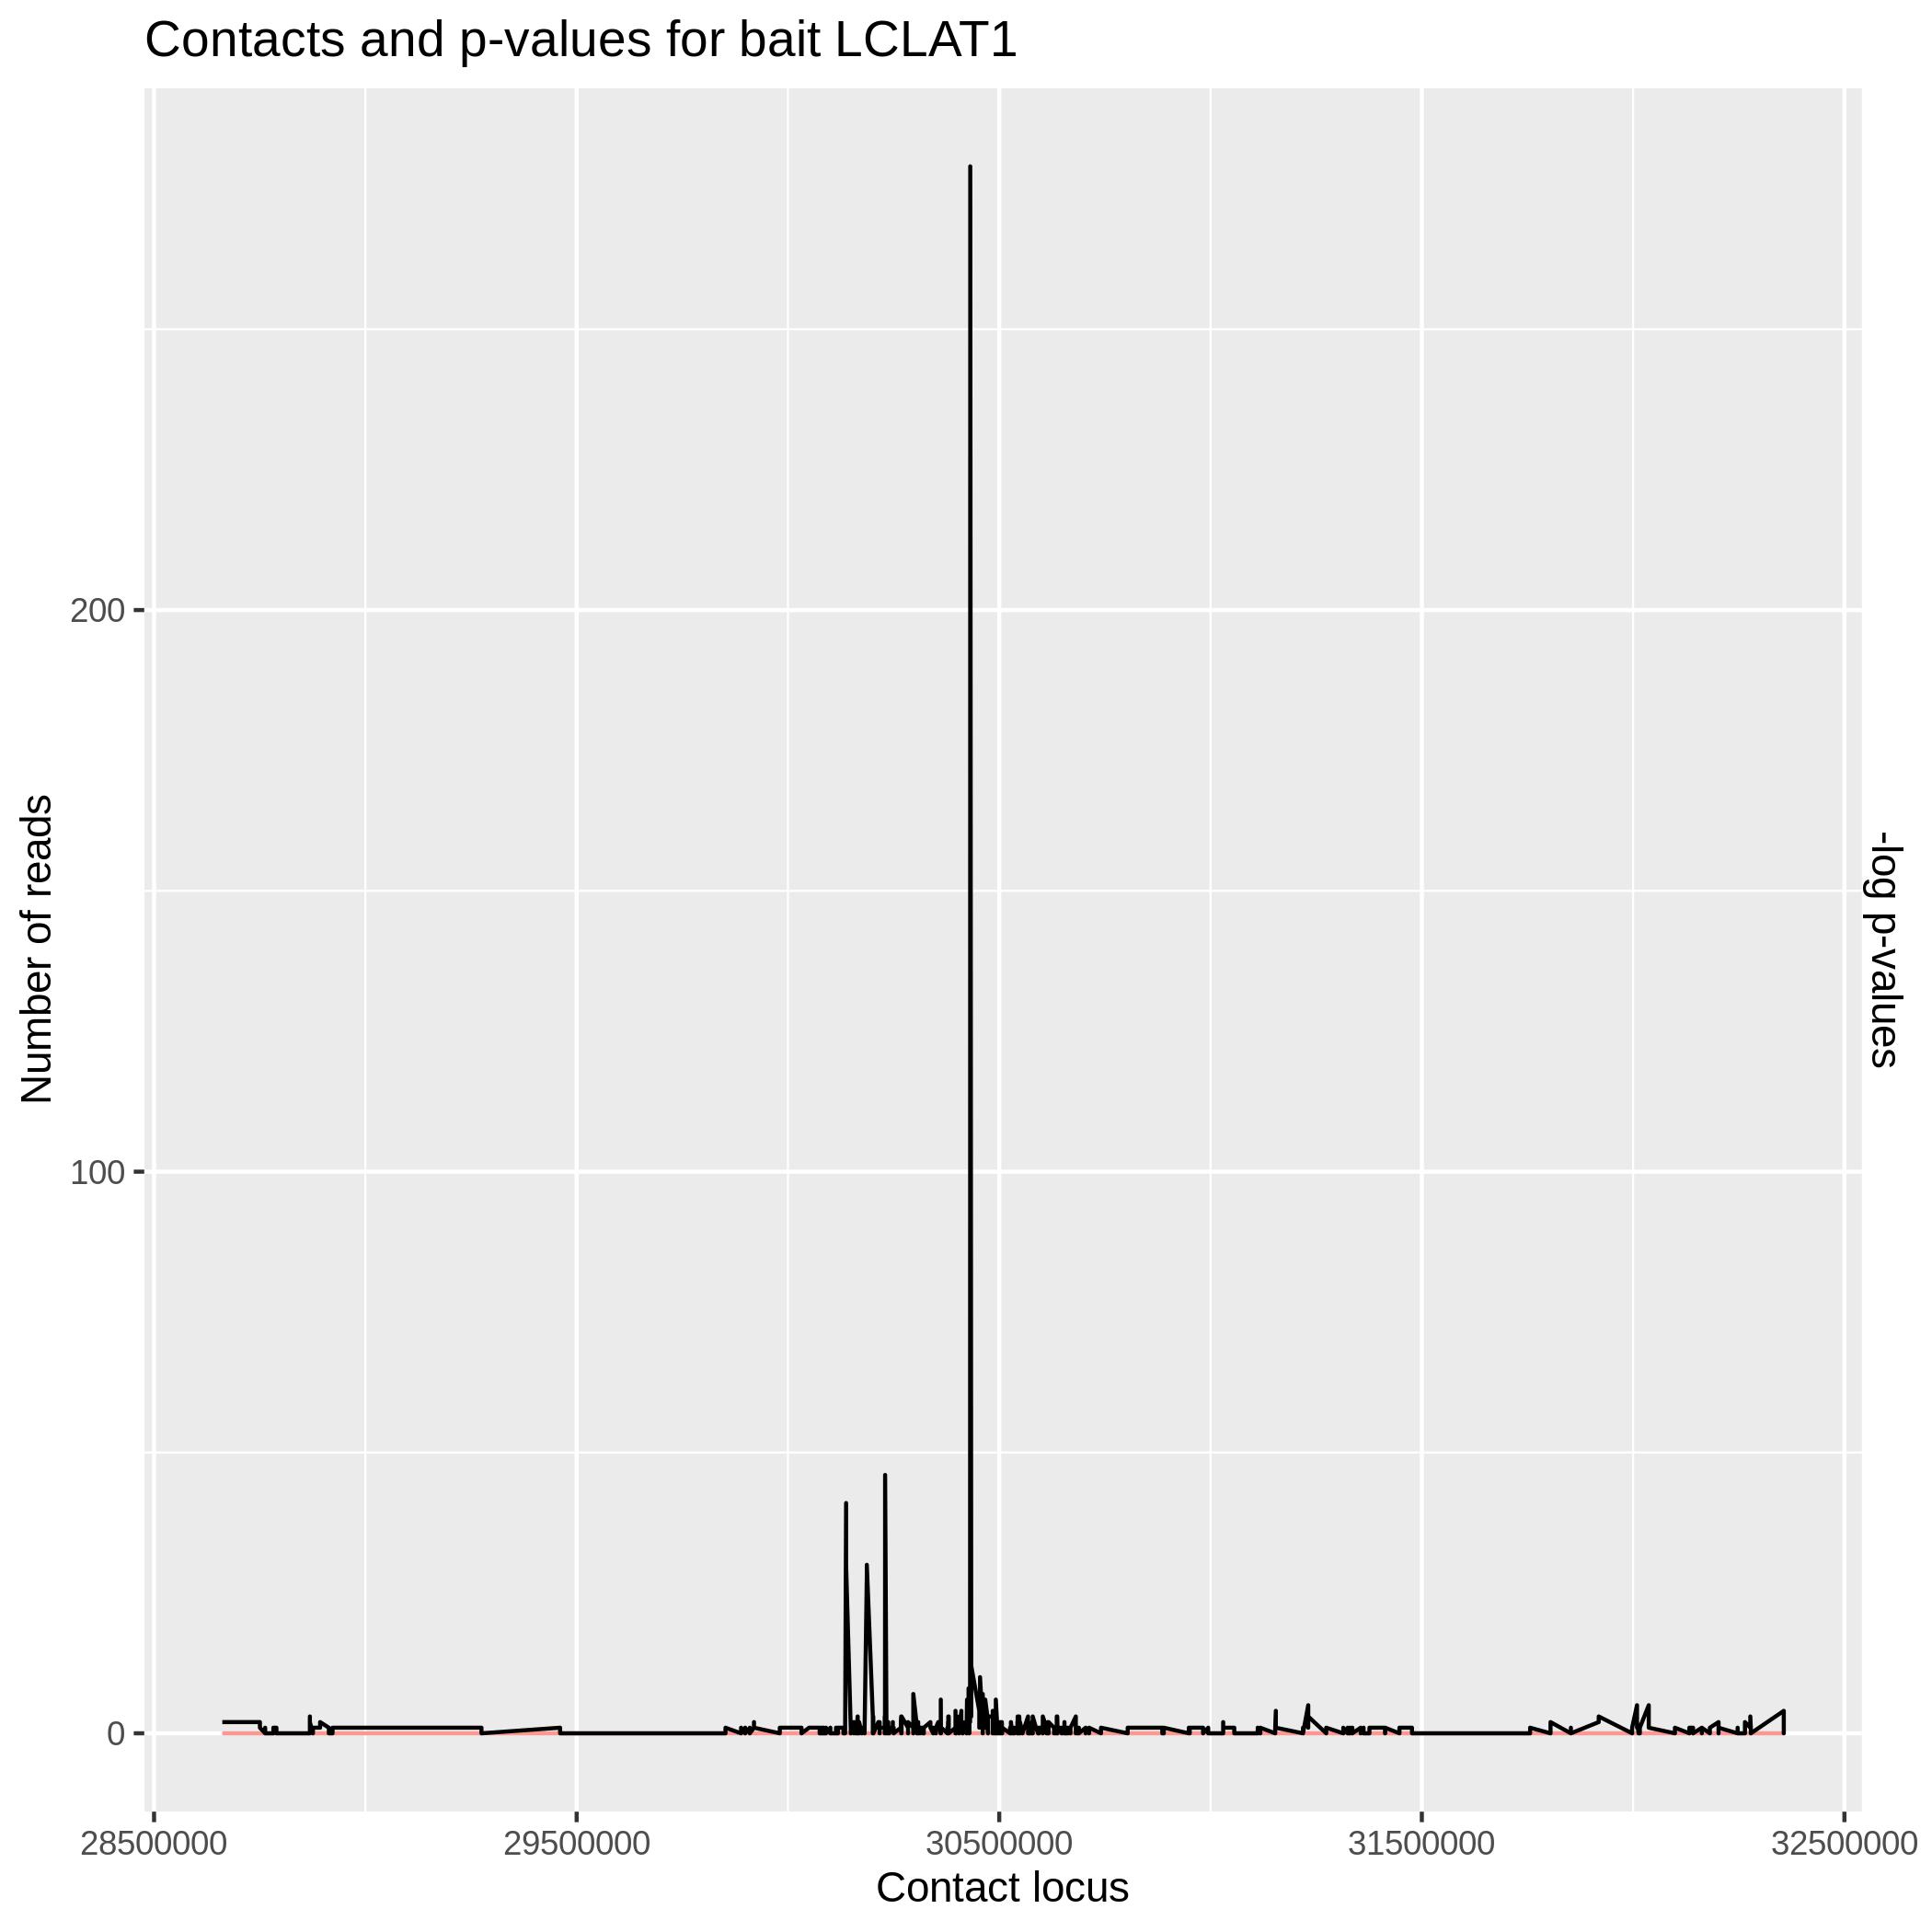 Contacts and p-values for bait LCLAT1
Number of reads
200
100
0
-log p-values
28500000
29500000
30500000
31500000
32500000
Contact locus